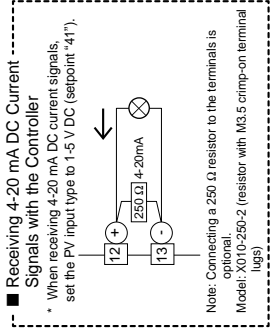 ■ Receiving 4-20 mA DC Current
Signals with the Controller
* When receiving 4-20 mA DC current signals,
set the PV input type to 1-5 V DC (setpoint "41").
12
+
250 Ω
4-20mA
13
-
Note: Connecting a 250 Ω resistor to the terminals is
optional.
Model: X010-250-2 (resistor with M3.5 crimp-on terminal
lugs)